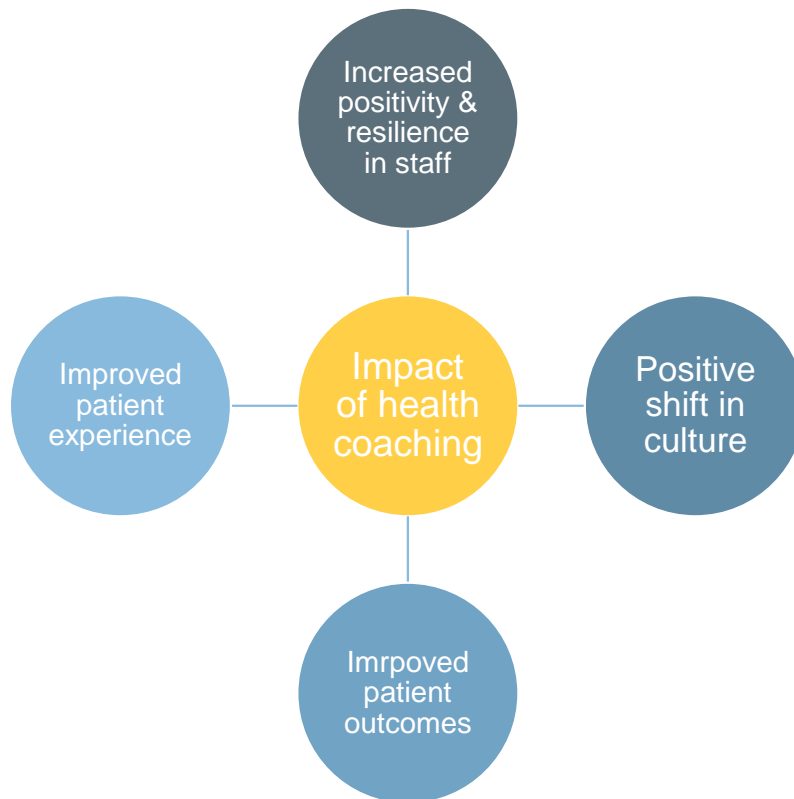 Increased
positivity &
resilience
in staff
Improved
patient
experience
Impact
of health
coaching
Positive
shift in
culture
Imrpoved
patient
outcomes